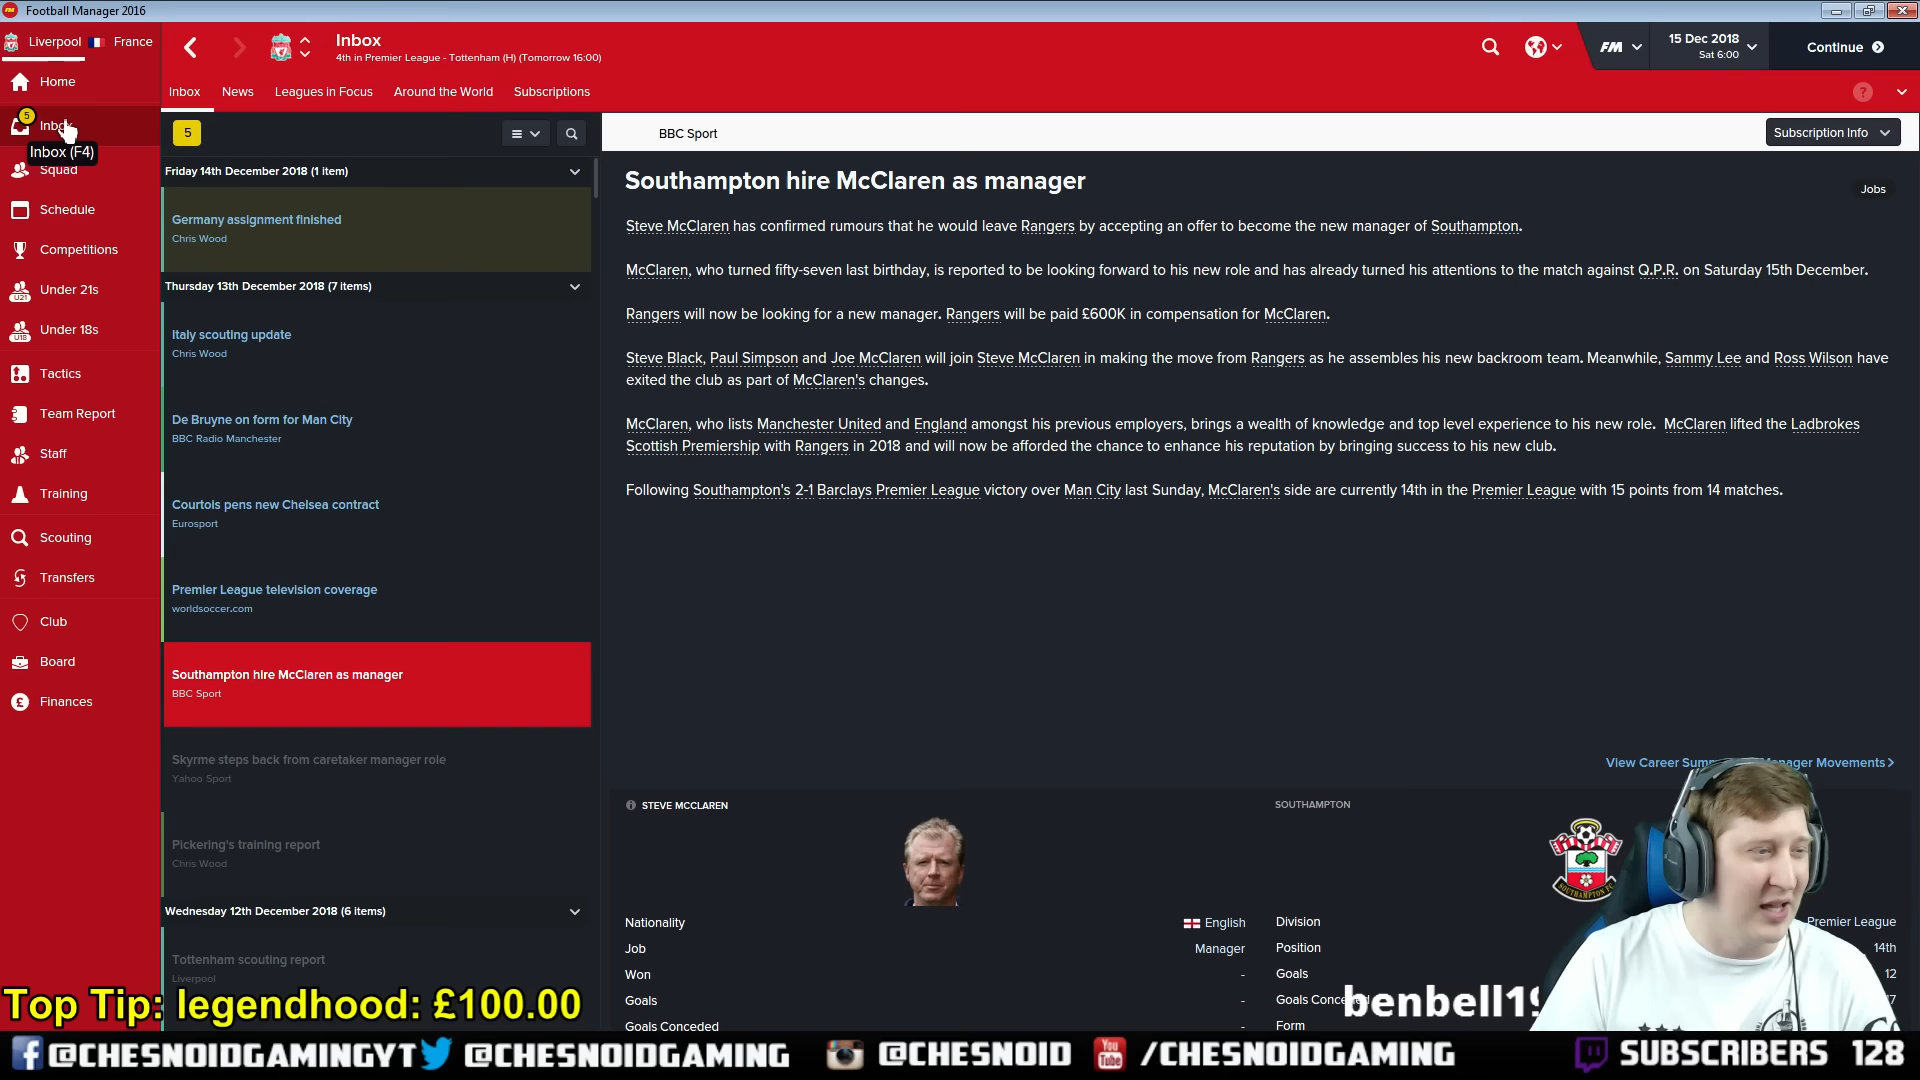 Football Manager 2016
Liverpool France
Inbox
4th in Premier League - Tottenham (H) (Tomorrow 16:00)
FM
15 Dec 2018
Sat 6:00
Continue
Home
5
Inbox
Inbox (F4)
Squad
Schedule
Competitions
Under 21s
U21
Under 18s
U18
Tactics
Team Report
Staff
Training
Scouting
Transfers
Club
Board
Finances
Inbox News Leagues in Focus Around the World Subscriptions
?
5
Friday 14th December 2018 (1 item)
Germany assignment finished
Chris Wood
Thursday 13th December 2018 (7 items)
Italy scouting update
Chris Wood
De Bruyne on form for Man City
BBC Radio Manchester
Courtois pens new Chelsea contract
Eurosport
Premier League television coverage
worldsoccer.com
Southampton hire McClaren as manager
BBC Sport
Skyrme steps back from caretaker manager role
Yahoo Sport
Pickering's training report
Chris Wood
Wednesday 12th December 2018 (6 items)
Tottenham scouting report
Liverpool
BBC Sport
Subscription Info
Southampton hire McClaren as manager
Jobs
Steve McClaren has confirmed rumours that he would leave Rangers by accepting an offer to become the new manager of Southampton.
McClaren, who turned fifty-seven last birthday, is reported to be looking forward to his new role and has already turned his attentions to the match against Q.P.R. on Saturday 15th December.
Rangers will now be looking for a new manager. Rangers will be paid £600K in compensation for McClaren.
Steve Black, Paul Simpson and Joe McClaren will join Steve McClaren in making the move from Rangers as he assembles his new backroom team. Meanwhile, Sammy Lee and Ross Wilson have
exited the club as part of McClaren's changes.
McClaren, who lists Manchester United and England amongst his previous employers, brings a wealth of knowledge and top level experience to his new role. McClaren lifted the Ladbrokes
Scottish Premiership with Rangers in 2018 and will now be afforded the chance to enhance his reputation by bringing success to his new club.
Following Southampton's 2-1 Barclays Premier League victory over Man City last Sunday, McClaren's side are currently 14th in the Premier League with 15 points from 14 matches.
View Career Movements
STEVE MCCLAREN
Nationality English
Job Manager
Won -
Goals -
Goals Conceded -
SOUTHAMPTON
Division Premier League
Position 14th
Goals 12
Goals 7
Form
Top Tip: legendhood: £100.00
benbell1
@CHESNOIDGAMINGYT @CHESNOIDGAMING @CHESNOID You Tube /CHESNOIDGAMING SUBSCRIBERS 128